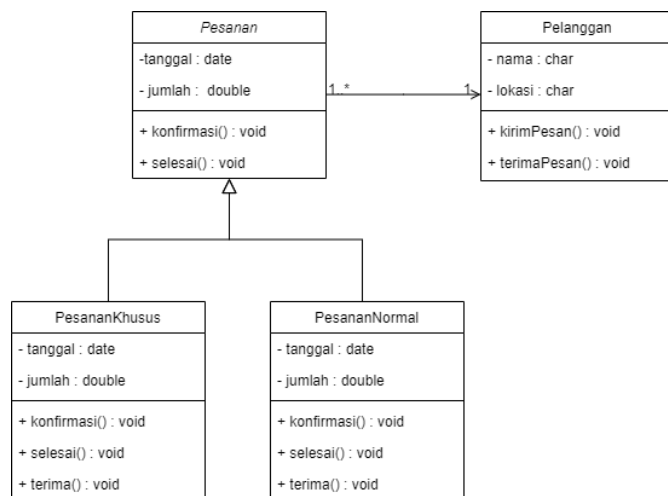 Pesanan
-tanggal : date
- jumlah :  double
+ konfirmasi() : void
+ selesai() : void
1..*
1
Pelanggan
- nama : char
- lokasi : char
+ kirimPesan() : void
+ terimaPesan() : void
PesananKhusus
- tanggal : date
- jumlah : double
+ konfirmasi() : void
+ selesai() : void
+ terima() : void
PesananNormal
- tanggal : date
- jumlah : double
+ konfirmasi() : void
+ selesai() : void
+ terima() : void